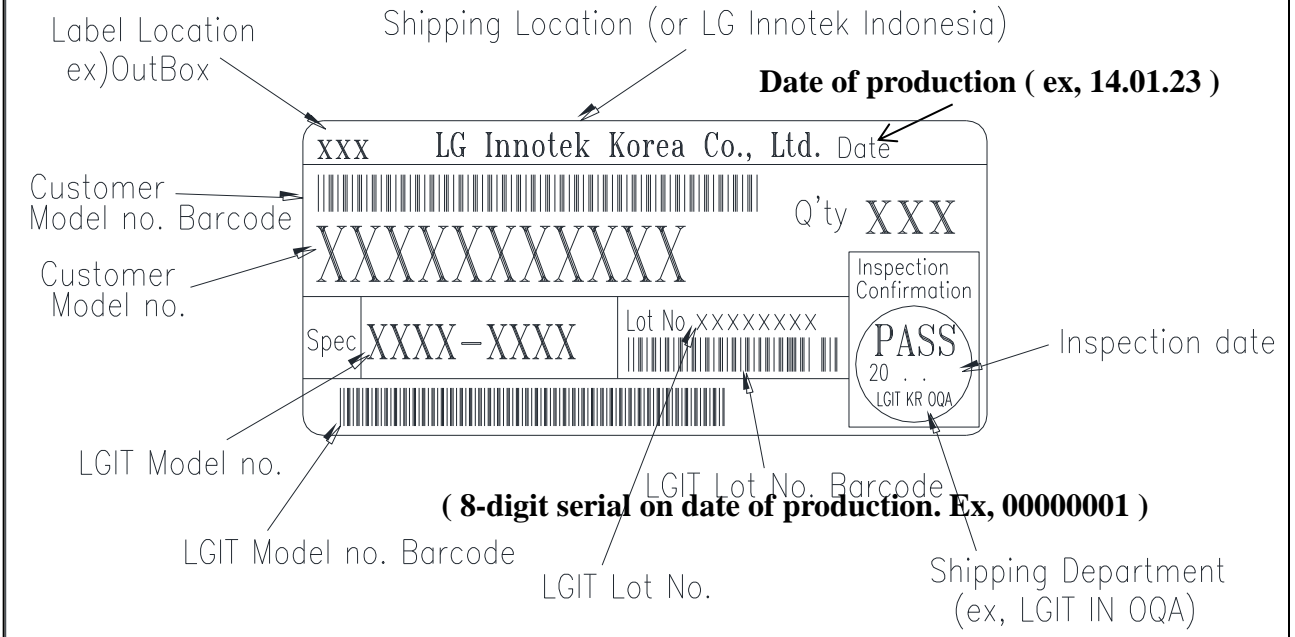 Label Location
ex)OutBox
Shipping Location (or LG Innotek Indonesia)
Date of production ( ex, 14.01.23 )
XXX LG Innotek Korea Co., Ltd. Date
Customer
Model no. Barcode
Q'ty XXX
XXXXXXXXXX
Customer
Model no.
Inspection
Confirmation
Spec XXXX-XXXX
Lot No XXXXXXXX
PASS
20 . .
LGIT KR OQA
Inspection date
LGIT Model no.
LGIT Lot No. Barcode
( 8-digit serial on date of production. Ex, 00000001 )
LGIT Model no. Barcode
LGIT Lot No.
Shipping Department
(ex, LGIT IN OQA)